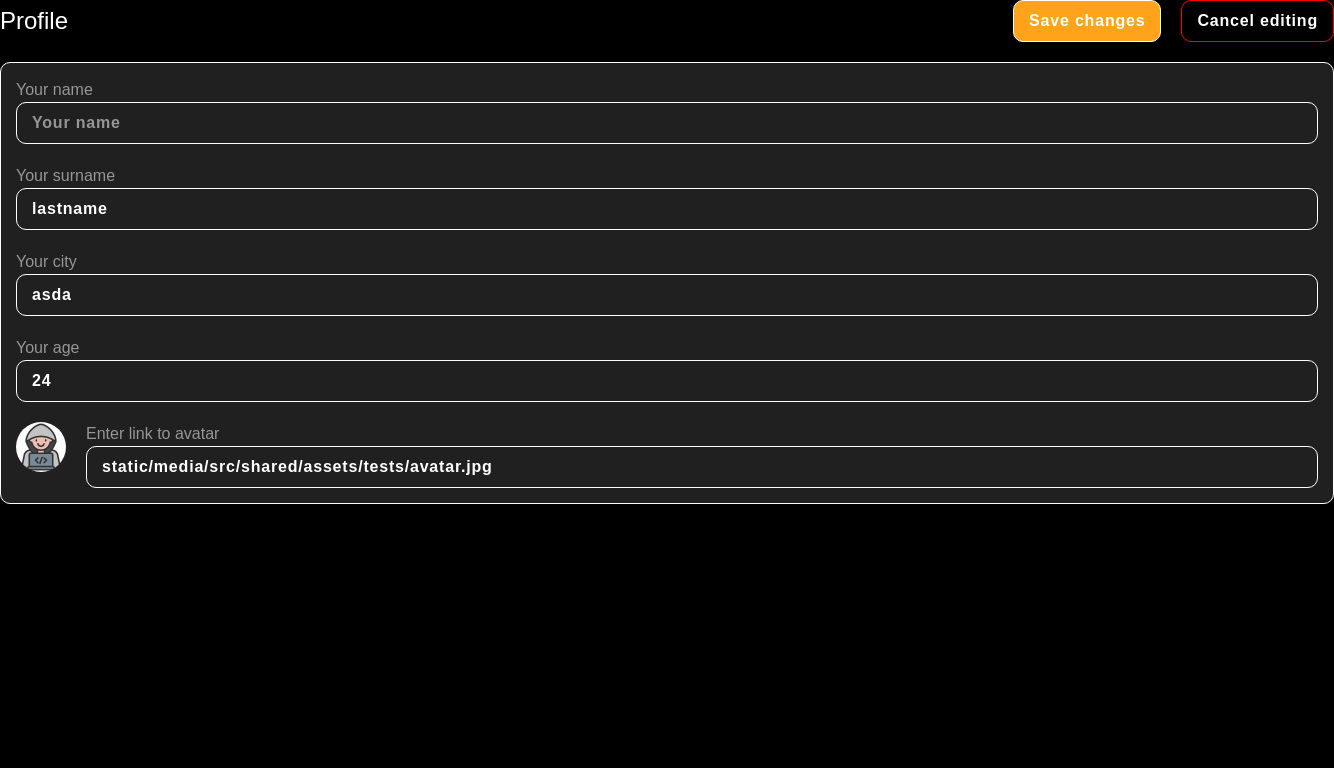 Profile
Save changes
Cancel editing
Your name
Your name
Your surname
lastname
Your city
asda
Your age
24
Enter link to avatar
static/media/src/shared/assets/tests/avatar.jpg